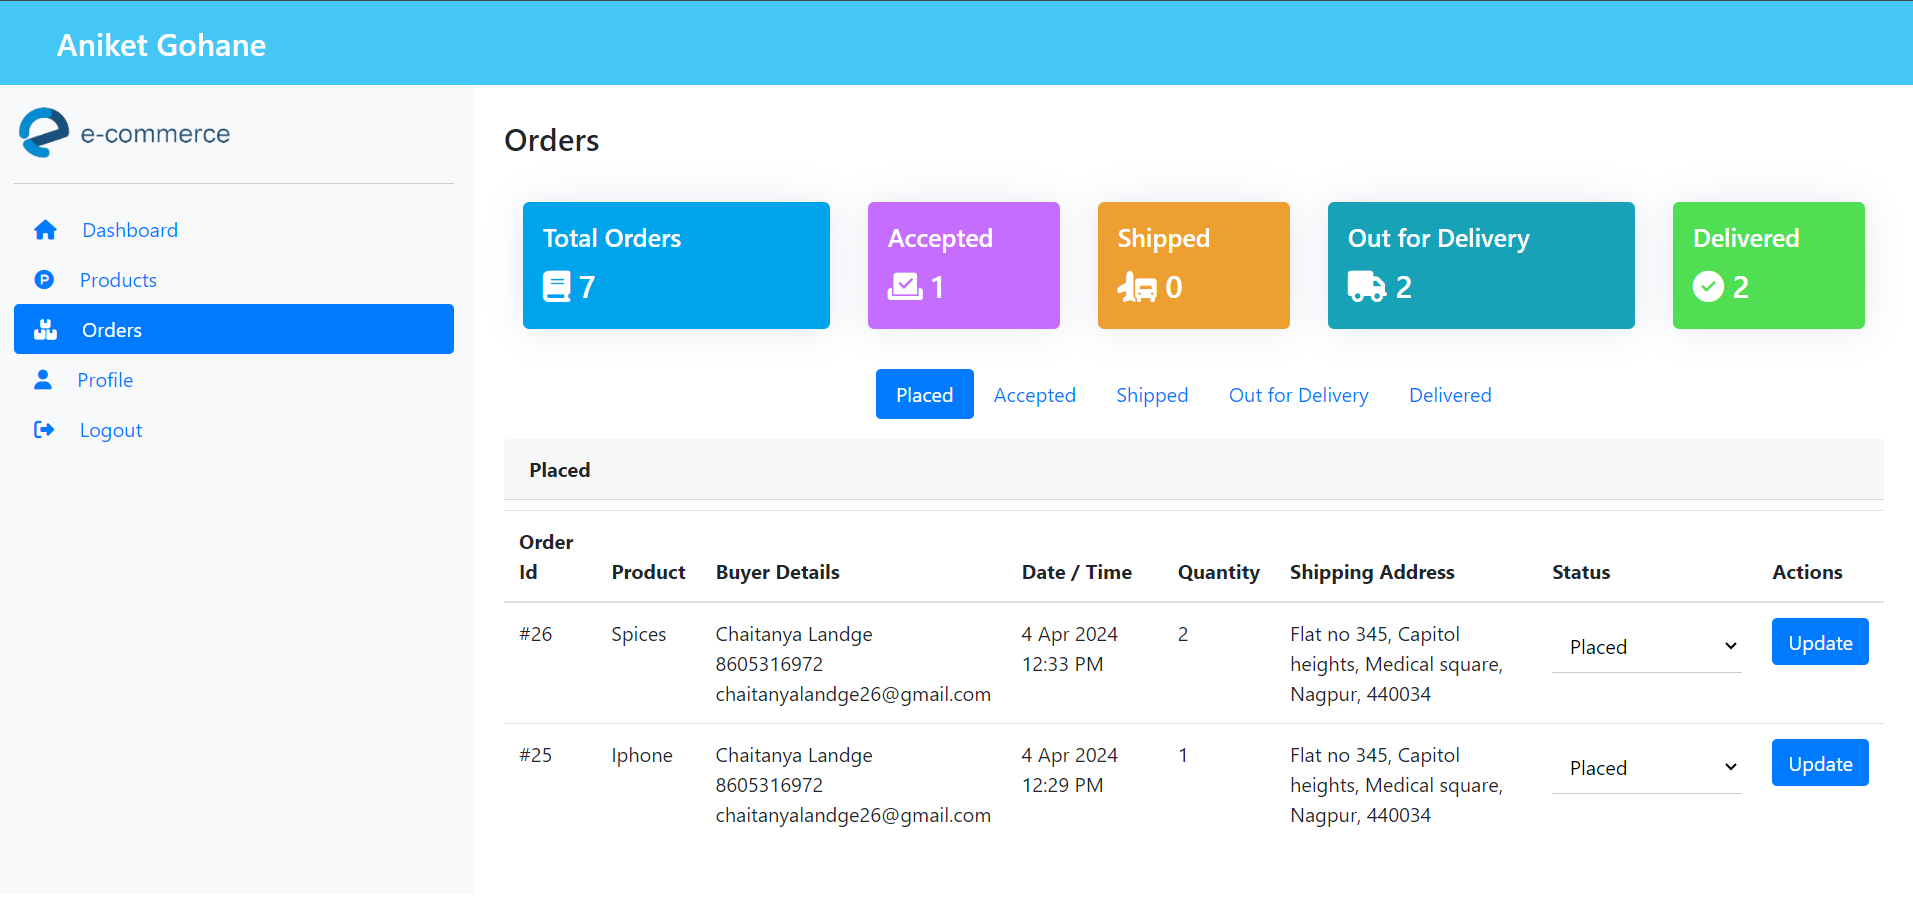 Aniket Gohane
e-commerce
Dashboard
Products
Orders
Profile
Logout
Orders
Total Orders
7
Accepted
1
Shipped
0
Out for Delivery
2
Delivered
2
Placed Accepted Shipped Out for Delivery Delivered
Placed
Order Id Product Buyer Details Date / Time Quantity Shipping Address Status Actions
#26 Spices Chaitanya Landge 4 Apr 2024 2 Flat no 345, Capitol Placed Update
8605316972 12:33 PM heights, Medical square,
chaitanyalandge26@gmail.com Nagpur, 440034
#25 Iphone Chaitanya Landge 4 Apr 2024 1 Flat no 345, Capitol Placed Update
8605316972 12:29 PM heights, Medical square,
chaitanyalandge26@gmail.com Nagpur, 440034